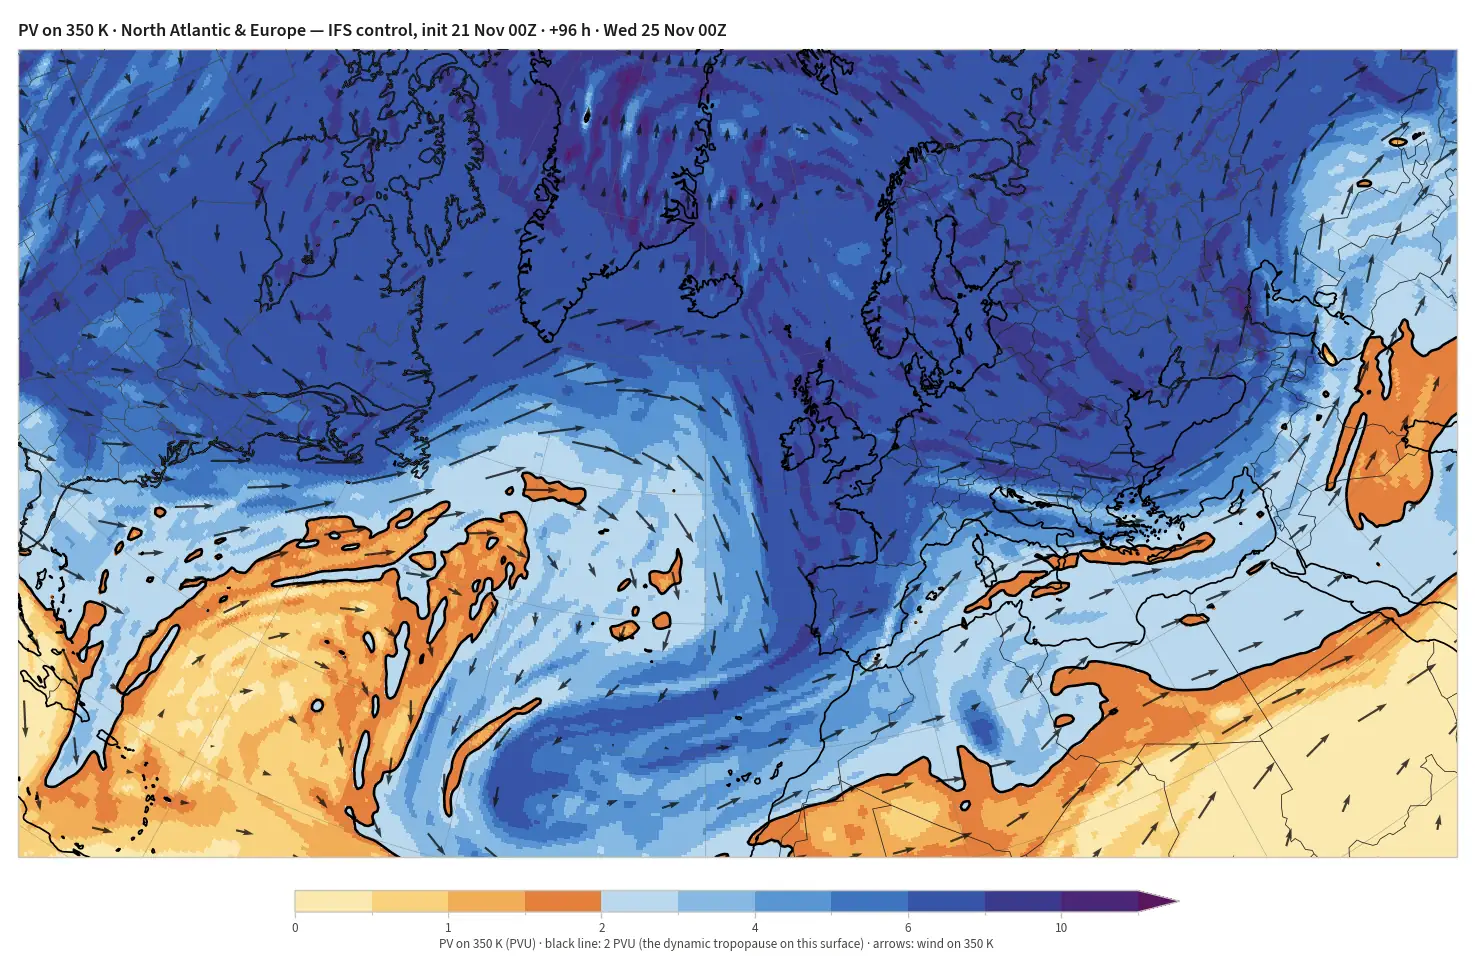 PV on 350 K · North Atlantic & Europe — IFS control, init 21 Nov 00Z · +96 h · Wed 25 Nov 00Z
0 1 2 4 6 10
PV on 350 K (PVU) · black line: 2 PVU (the dynamic tropopause on this surface) · arrows: wind on 350 K